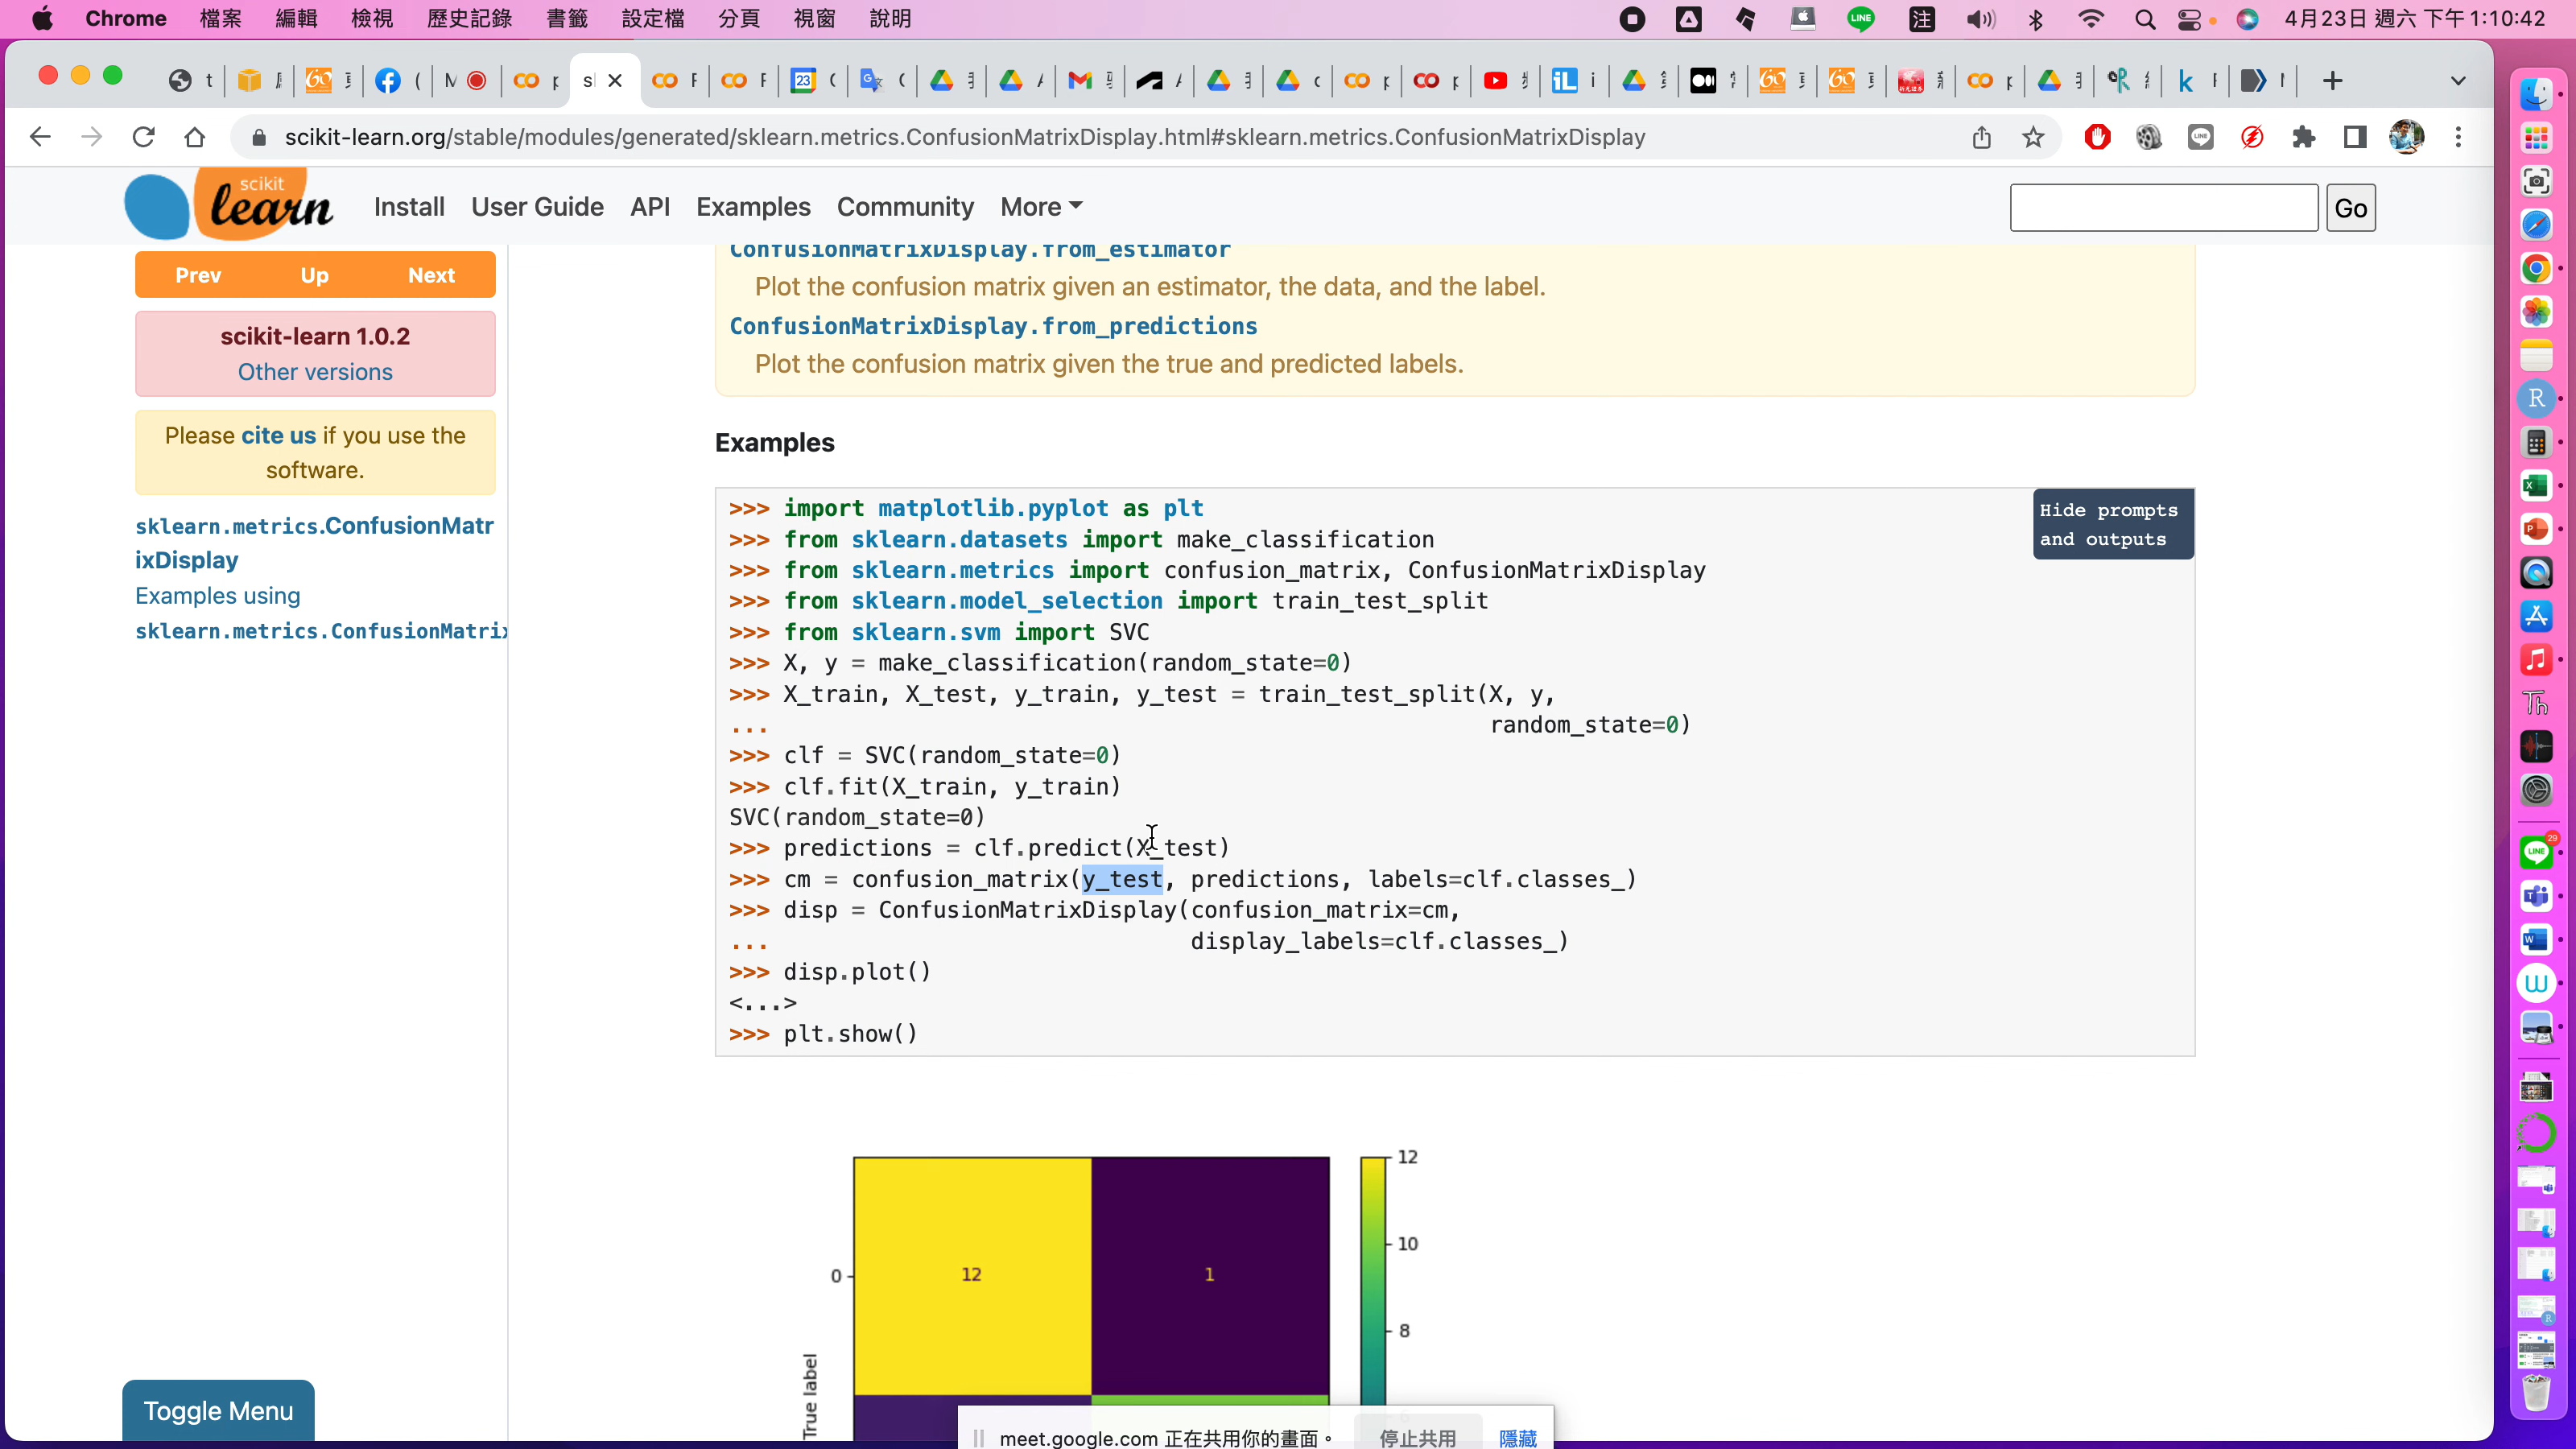 Chrome 檔案 編輯 檢視 歷史記錄 書籤 設定檔 分頁 視窗 說明 4月23日 週六 下午 1:10:42
scikit-learn.org/stable/modules/generated/sklearn.metrics.ConfusionMatrixDisplay.html#sklearn.metrics.ConfusionMatrixDisplay
scikit
learn
Install User Guide API Examples Community More Go
Prev Up Next
scikit-learn 1.0.2
Other versions
Please cite us if you use the
software.
sklearn.metrics.ConfusionMatr
ixDisplay
Examples using
sklearn.metrics.ConfusionMatrix
Toggle Menu
ConfusionMatrixDisplay.from_estimator
Plot the confusion matrix given an estimator, the data, and the label.
ConfusionMatrixDisplay.from_predictions
Plot the confusion matrix given the true and predicted labels.
Examples
Hide prompts
and outputs
>>> import matplotlib.pyplot as plt
>>> from sklearn.datasets import make_classification
>>> from sklearn.metrics import confusion_matrix, ConfusionMatrixDisplay
>>> from sklearn.model_selection import train_test_split
>>> from sklearn.svm import SVC
>>> X, y = make_classification(random_state=0)
>>> X_train, X_test, y_train, y_test = train_test_split(X, y,
... random_state=0)
>>> clf = SVC(random_state=0)
>>> clf.fit(X_train, y_train)
SVC(random_state=0)
>>> predictions = clf.predict(X_test)
>>> cm = confusion_matrix(y_test, predictions, labels=clf.classes_)
>>> disp = ConfusionMatrixDisplay(confusion_matrix=cm,
... display_labels=clf.classes_)
>>> disp.plot()
<...>
>>> plt.show()
12
10
8
0
12 1
True label
meet.google.com 正在共用你的畫面。 停止共用 隱藏